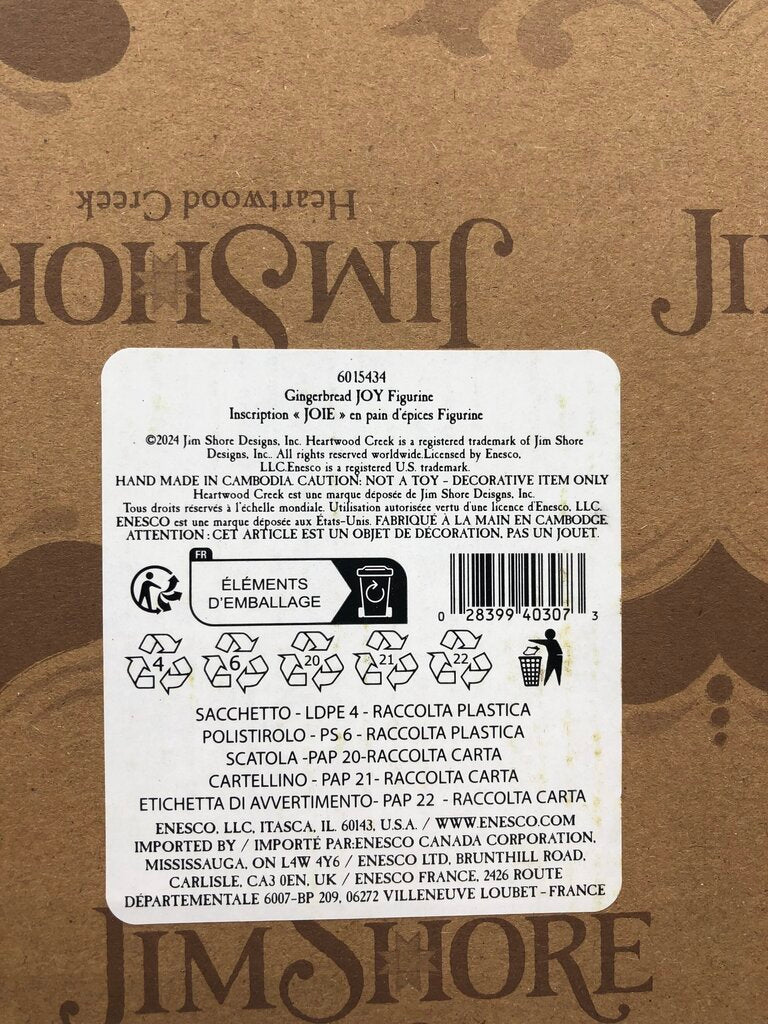 Heartwood Creek
JIM SHORE
6015434
Gingerbread JOY Figurine
Inscription « JOIE » en pain d'épices Figurine
©2024 Jim Shore Designs, Inc. Heartwood Creek is a registered trademark of Jim Shore
Designs, Inc.. All rights reserved worldwide.Licensed by Enesco,
LLC.Enesco is a registered U.S. trademark.
HAND MADE IN CAMBODIA. CAUTION: NOT A TOY - DECORATIVE ITEM ONLY
Heartwood Creek est une marque déposée de Jim Shore Deisgns, Inc.
Tous droits réservés à l'échelle mondiale. Utilisation autoriséee vertu d'une licence d'Enesco, LLC.
ENESCO est une marque déposée aux États-Unis. FABRIQUÉ À LA MAIN EN CAMBODGE.
ATTENTION : CET ARTICLE EST UN OBJET DE DÉCORATION, PAS UN JOUET.
FR
ÉLÉMENTS
D'EMBALLAGE
0 28399 40307 3
4 6 20 21 22
SACCHETTO - LDPE 4 - RACCOLTA PLASTICA
POLISTIROLO - PS 6 - RACCOLTA PLASTICA
SCATOLA -PAP 20-RACCOLTA CARTA
CARTELLINO - PAP 21- RACCOLTA CARTA
ETICHETTA DI AVVERTIMENTO- PAP 22 - RACCOLTA CARTA
ENESCO, LLC, ITASCA, IL. 60143, U.S.A. / WWW.ENESCO.COM
IMPORTED BY / IMPORTÉ PAR:ENESCO CANADA CORPORATION,
MISSISSAUGA, ON L4W 4Y6 / ENESCO LTD, BRUNTHILL ROAD,
CARLISLE, CA3 0EN, UK / ENESCO FRANCE, 2426 ROUTE
DÉPARTEMENTALE 6007-BP 209, 06272 VILLENEUVE LOUBET - FRANCE
JIM SHORE